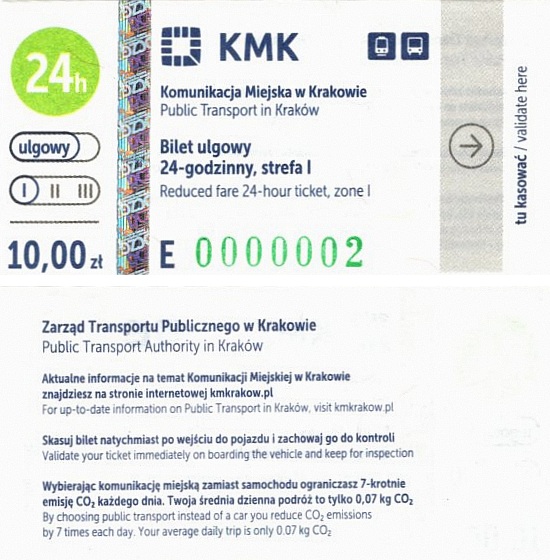 24h
KMK
Komunikacja Miejska w Krakowie
Public Transport in Kraków
ulgowy
Bilet ulgowy
24-godzinny, strefa I
Reduced fare 24-hour ticket, zone I
I II III
10,00 zł
E 0000002
tu kasować / validate here
Zarząd Transportu Publicznego w Krakowie
Public Transport Authority in Kraków
Aktualne informacje na temat Komunikacji Miejskiej w Krakowie
znajdziesz na stronie internetowej kmkrakow.pl
For up-to-date information on Public Transport in Kraków, visit kmkrakow.pl
Skasuj bilet natychmiast po wejściu do pojazdu i zachowaj go do kontroli
Validate your ticket immediately on boarding the vehicle and keep for inspection
Wybierając komunikację miejską zamiast samochodu ograniczasz 7-krotnie
emisję CO₂ każdego dnia. Twoja średnia dzienna podróż to tylko 0,07 kg CO₂
By choosing public transport instead of a car you reduce CO₂ emissions
by 7 times each day. Your average daily trip is only 0.07 kg CO₂